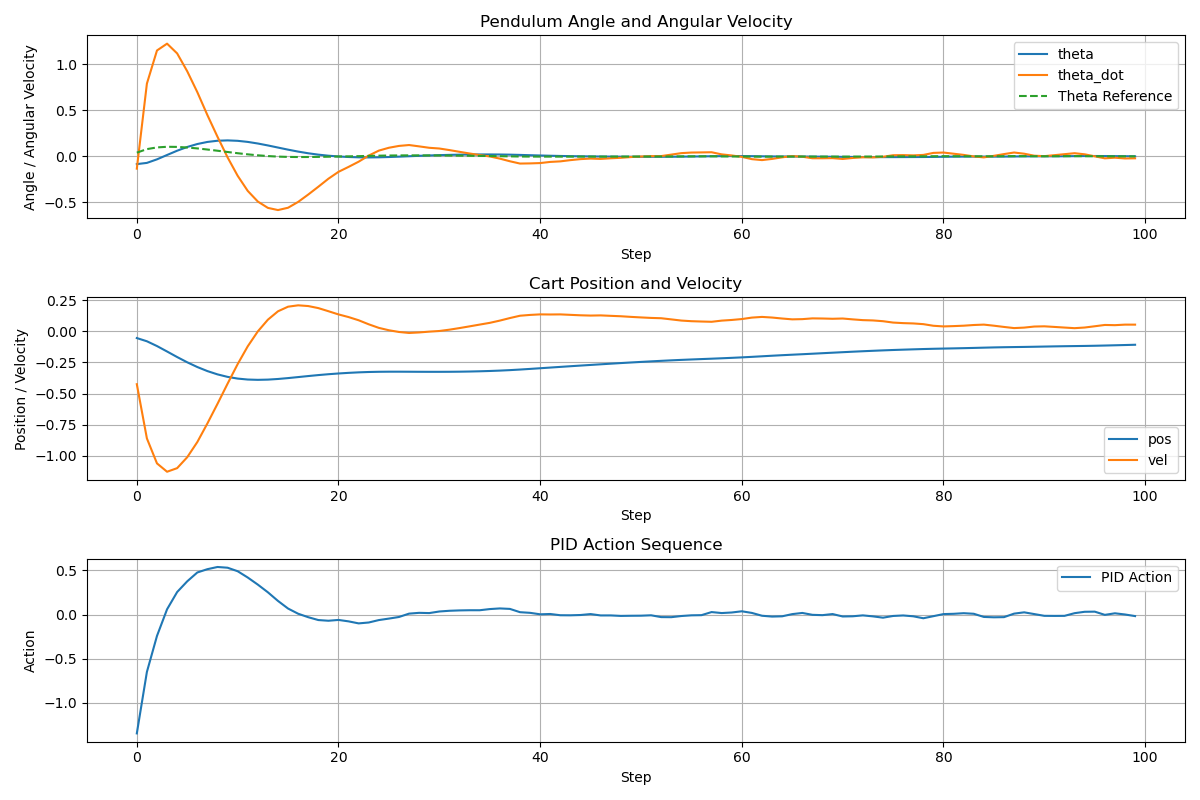 Pendulum Angle and Angular Velocity
Angle / Angular Velocity
1.0
0.5
0.0
−0.5
theta
theta_dot
Theta Reference
0 20 40 60 80 100
Step
Cart Position and Velocity
Position / Velocity
0.25
0.00
−0.25
−0.50
−0.75
−1.00
pos
vel
0 20 40 60 80 100
Step
PID Action Sequence
Action
0.5
0.0
−0.5
−1.0
PID Action
0 20 40 60 80 100
Step